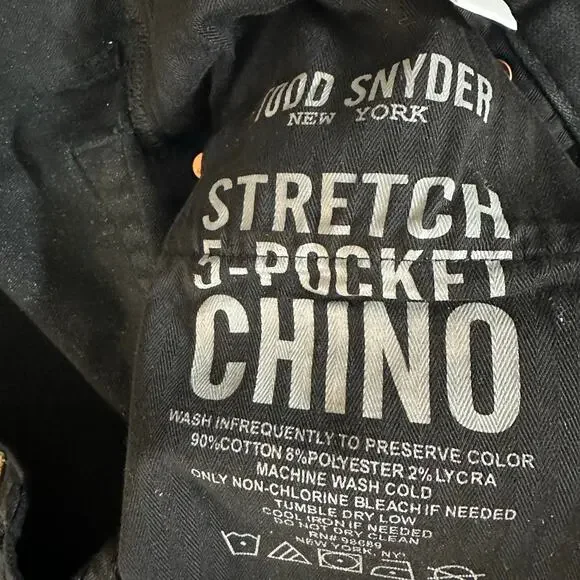 TODD SNYDER
NEW YORK
STRETCH
5-POCKET
CHINO
WASH INFREQUENTLY TO PRESERVE COLOR
90%COTTON 8%POLYESTER 2% LYCRA
MACHINE WASH COLD
ONLY NON-CHLORINE BLEACH IF NEEDED
TUMBLE DRY LOW
COOL IRON IF NEEDED
DO NOT DRY CLEAN
RN# 98689
NEW YORK, NY